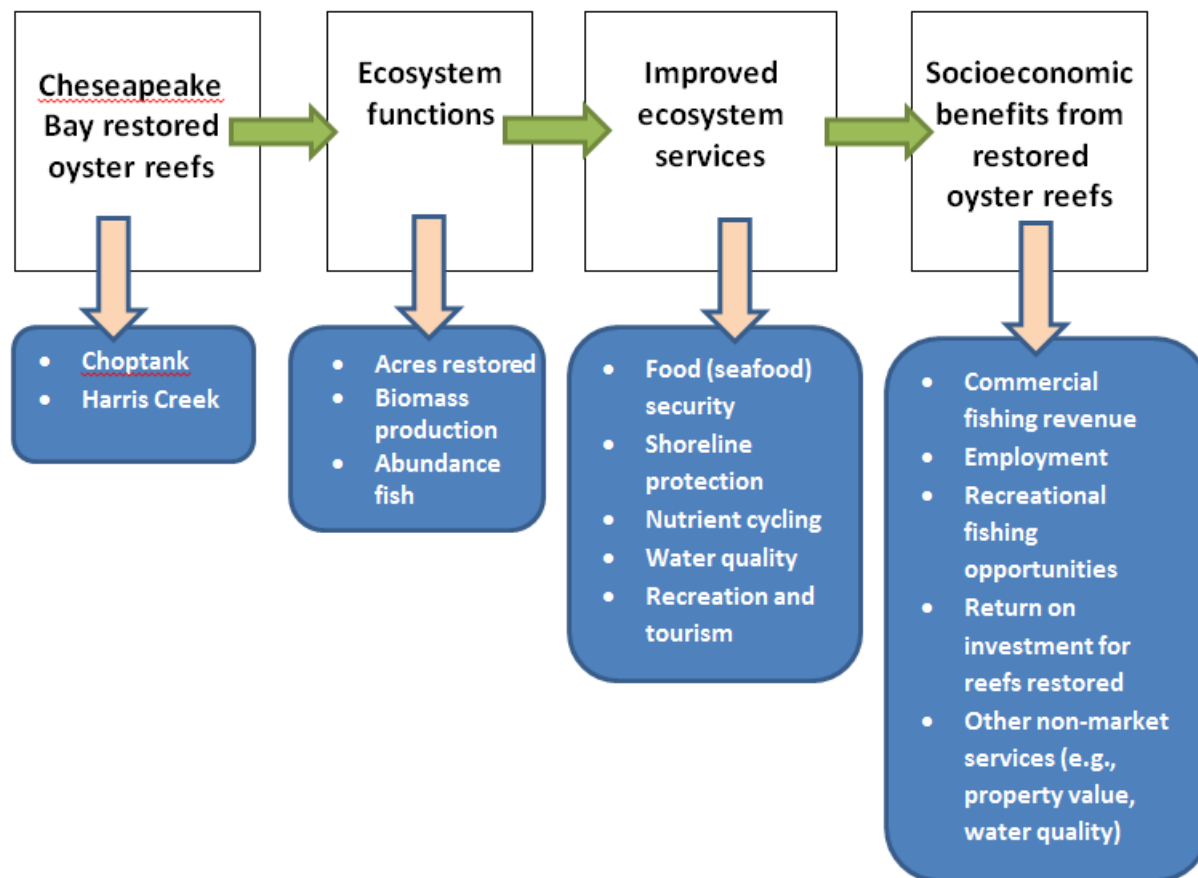 Cheseapeake
Bay restored
oyster reefs
Ecosystem
functions
Improved
ecosystem
services
Socioeconomic
benefits from
restored
oyster reefs
• Choptank
• Harris Creek
• Acres restored
• Biomass
production
• Abundance
fish
• Food (seafood)
security
• Shoreline
protection
• Nutrient cycling
• Water quality
• Recreation and
tourism
• Commercial
fishing revenue
• Employment
• Recreational
fishing
opportunities
• Return on
investment for
reefs restored
• Other non-market
services (e.g.,
property value,
water quality)